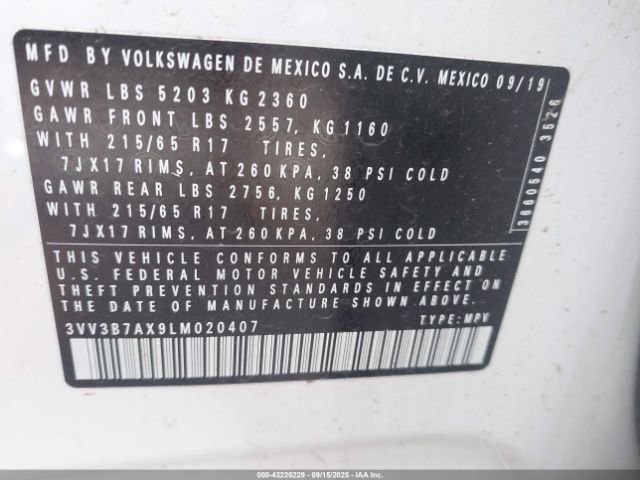 MFD BY VOLKSWAGEN DE MEXICO S.A. DE C.V. MEXICO 09/19
GVWR LBS 5203 KG 2360
GAWR FRONT LBS 2557, KG 1160
WITH 215/65 R17 TIRES,
7JX17 RIMS, AT 260 KPA, 38 PSI COLD
GAWR REAR LBS 2756, KG 1250
WITH 215/65 R17 TIRES,
7JX17 RIMS, AT 260 KPA, 38 PSI COLD
THIS VEHICLE CONFORMS TO ALL APPLICABLE
U.S. FEDERAL MOTOR VEHICLE SAFETY AND
THEFT PREVENTION STANDARDS IN EFFECT ON
THE DATE OF MANUFACTURE SHOWN ABOVE.
3VV3B7AX9LM020407 TYPE: MPV
3660540 3526
000-43226229 - 09/15/2025 - IAA